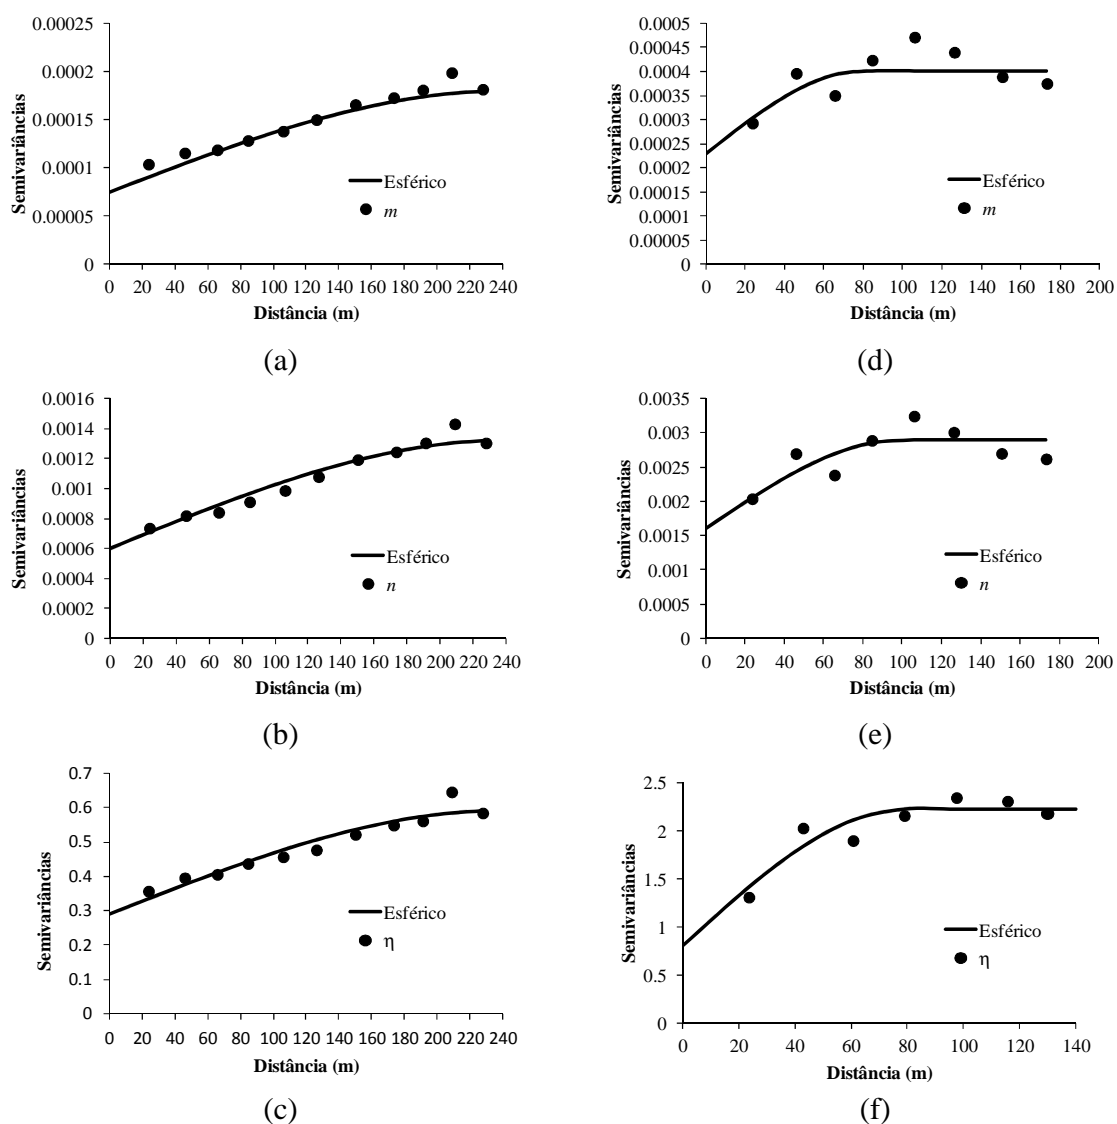 0.00025
0.0002
0.00015
0.0001
0.00005
0
0 20 40 60 80 100 120 140 160 180 200 220 240
Semivariâncias
Distância (m)
Esférico
m
(a)
0.0005
0.00045
0.0004
0.00035
0.0003
0.00025
0.0002
0.00015
0.0001
0.00005
0
0 20 40 60 80 100 120 140 160 180 200
Semivariâncias
Distância (m)
Esférico
m
(d)
0.0016
0.0014
0.0012
0.001
0.0008
0.0006
0.0004
0.0002
0
0 20 40 60 80 100 120 140 160 180 200 220 240
Semivariâncias
Distância (m)
Esférico
n
(b)
0.0035
0.003
0.0025
0.002
0.0015
0.001
0.0005
0
0 20 40 60 80 100 120 140 160 180 200
Semivariâncias
Distância (m)
Esférico
n
(e)
0.7
0.6
0.5
0.4
0.3
0.2
0.1
0
0 20 40 60 80 100 120 140 160 180 200 220 240
Semivariâncias
Distância (m)
Esférico
η
(c)
2.5
2
1.5
1
0.5
0
0 20 40 60 80 100 120 140
Semivariâncias
Distância (m)
Esférico
η
(f)